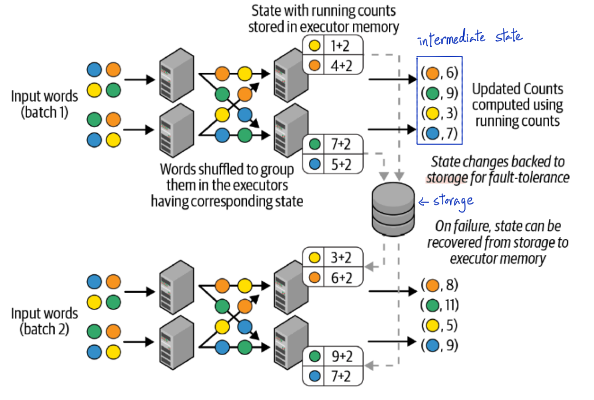 State with running counts
stored in executor memory
1+2
4+2
intermediate state
Input words
(batch 1)
(●, 6)
(●, 9)
(●, 3)
(●, 7)
Updated Counts
computed using
running counts
7+2
5+2
Words shuffled to group
them in the executors
having corresponding state
State changes backed to
storage for fault-tolerance
← storage
On failure, state can be
recovered from storage to
executor memory
3+2
6+2
Input words
(batch 2)
(●, 8)
(●, 11)
(●, 5)
(●, 9)
9+2
7+2